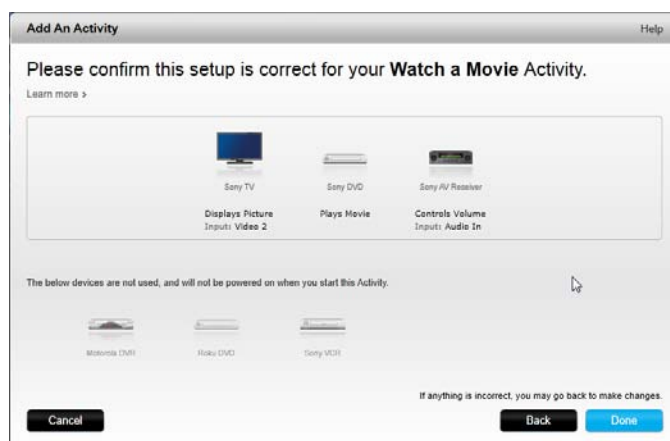 Add An Activity
Help
Please confirm this setup is correct for your Watch a Movie Activity.
Learn more >
Sony TV
Sony DVD
Sony AV Receiver
Displays Picture
Input: Video 2
Plays Movie
Controls Volume
Input: Audio In
The below devices are not used, and will not be powered on when you start this Activity.
Motorola DVR
Roku DVD
Sony VCR
If anything is incorrect, you may go back to make changes.
Cancel
Back
Done